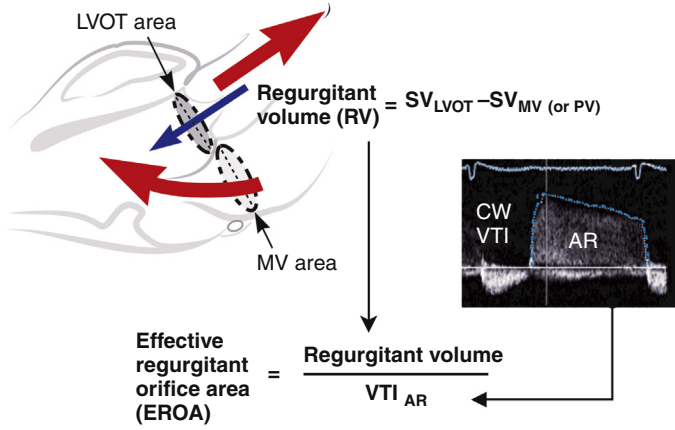 LVOT area
Regurgitant
volume (RV) = SV LVOT – SV MV (or PV)
CW
VTI
AR
MV area
Effective
regurgitant
orifice area
(EROA)
=
Regurgitant volume
VTI AR